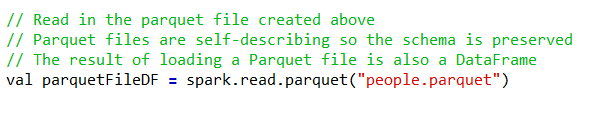 // Read in the parquet file created above
// Parquet files are self-describing so the schema is preserved
// The result of loading a Parquet file is also a DataFrame
val parquetFileDF = spark.read.parquet("people.parquet")